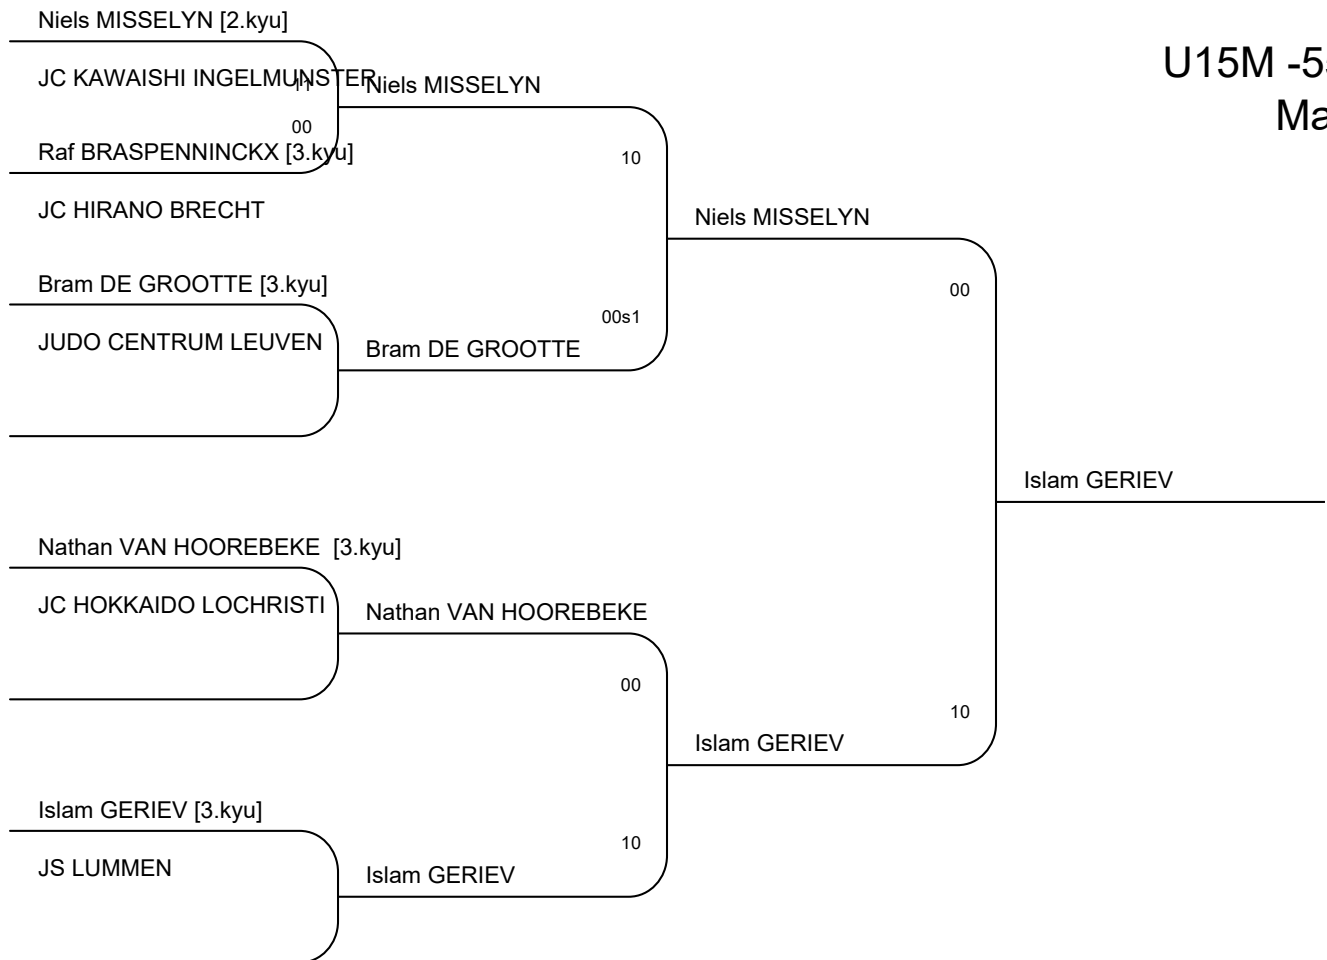 Niels MISSELYN [2.kyu]
JC KAWAISHI INGELMUNSTER
11
Niels MISSELYN
00
Raf BRASPENNINCKX [3.kyu]
JC HIRANO BRECHT
10
Niels MISSELYN
Bram DE GROOTTE [3.kyu]
JUDO CENTRUM LEUVEN
00s1
Bram DE GROOTTE
00
Islam GERIEV
Nathan VAN HOOREBEKE [3.kyu]
JC HOKKAIDO LOCHRISTI
Nathan VAN HOOREBEKE
00
10
Islam GERIEV
Islam GERIEV [3.kyu]
JS LUMMEN
10
Islam GERIEV
U15M